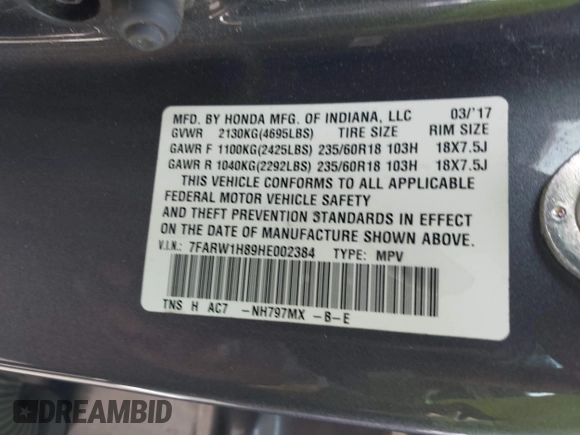 MFD. BY HONDA MFG. OF INDIANA, LLC 03/'17
GVWR 2130KG(4695LBS) TIRE SIZE RIM SIZE
GAWR F 1100KG(2425LBS) 235/60R18 103H 18X7.5J
GAWR R 1040KG(2292LBS) 235/60R18 103H 18X7.5J
THIS VEHICLE CONFORMS TO ALL APPLICABLE
FEDERAL MOTOR VEHICLE SAFETY
AND THEFT PREVENTION STANDARDS IN EFFECT
ON THE DATE OF MANUFACTURE SHOWN ABOVE.
V.I.N.: 7FARW1H89HE002384 TYPE: MPV
TNS H AC7 -NH797MX -B-E
DREAMBID